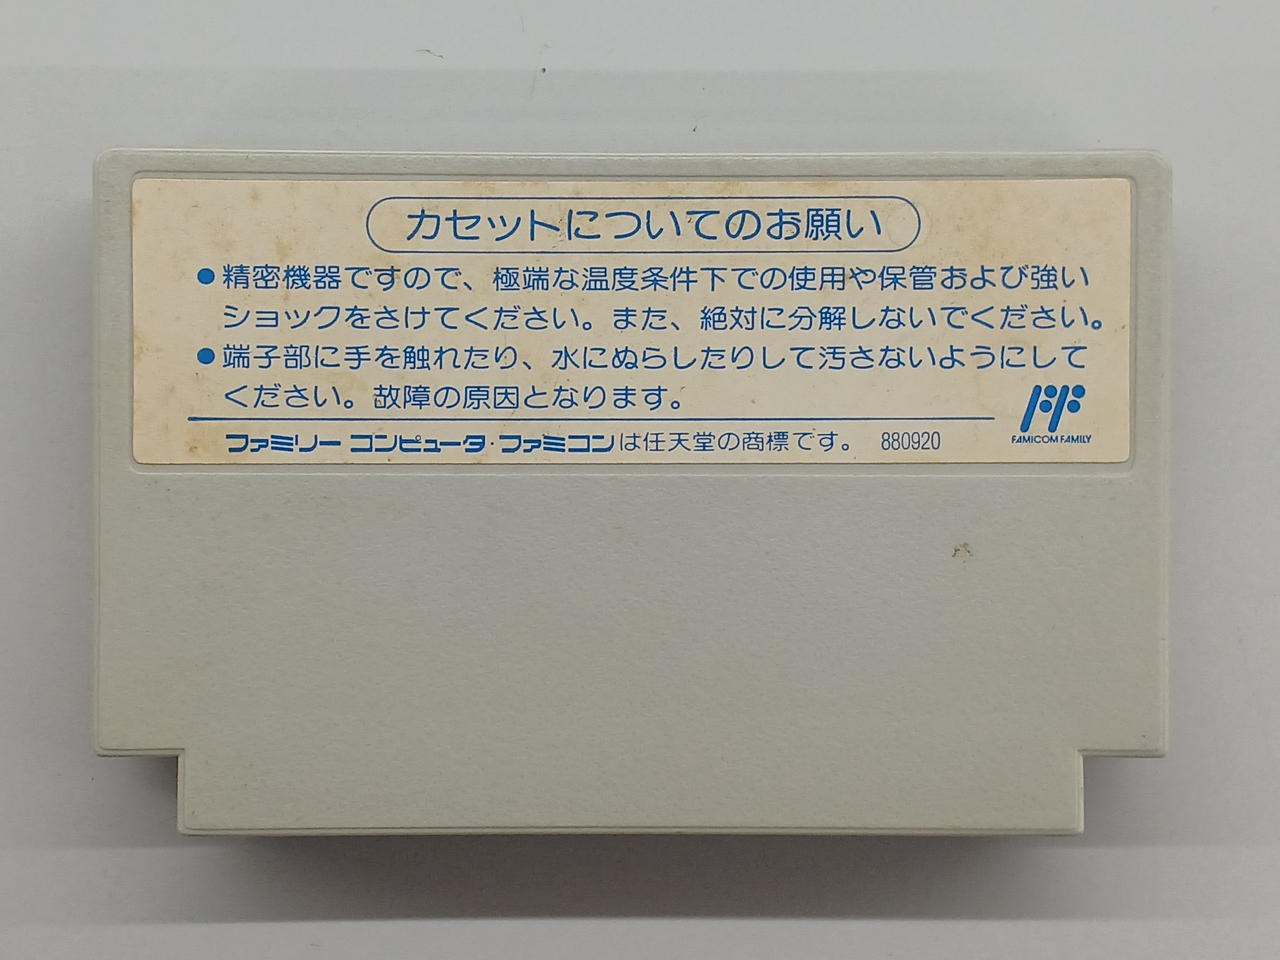 カセットについてのお願い
●精密機器ですので、極端な温度条件下での使用や保管および強い
ショックをさけてください。また、絶対に分解しないでください。
●端子部に手を触れたり、水にぬらしたりして汚さないようにして
ください。故障の原因となります。
ファミリーコンピュータ・ファミコンは任天堂の商標です。 880920
FAMICOM FAMILY